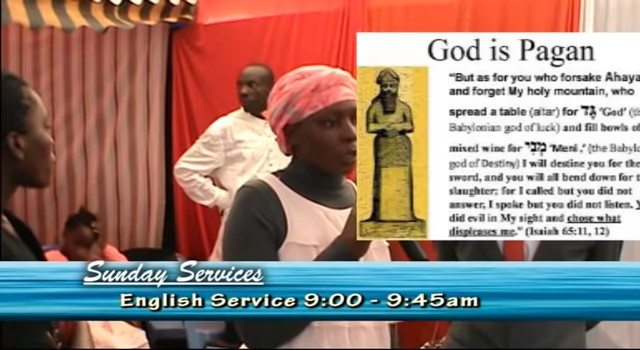 God is Pagan
"But as for you who forsake Ahaya
and forget My holy mountain, who
spread a table (altar) for גָּד 'God'
Babylonian god of luck) and fill bowls
mixed wine for מְנִי 'Meni,' (the
god of Destiny) I will destine you for the
sword, and you will all bend down for
slaughter; for I called but you did not
answer, I spoke but you did not listen.
did evil in My sight and chose what
displeases me." (Isaiah 65:11, 12)
Sunday Services
English Service 9:00 - 9:45am